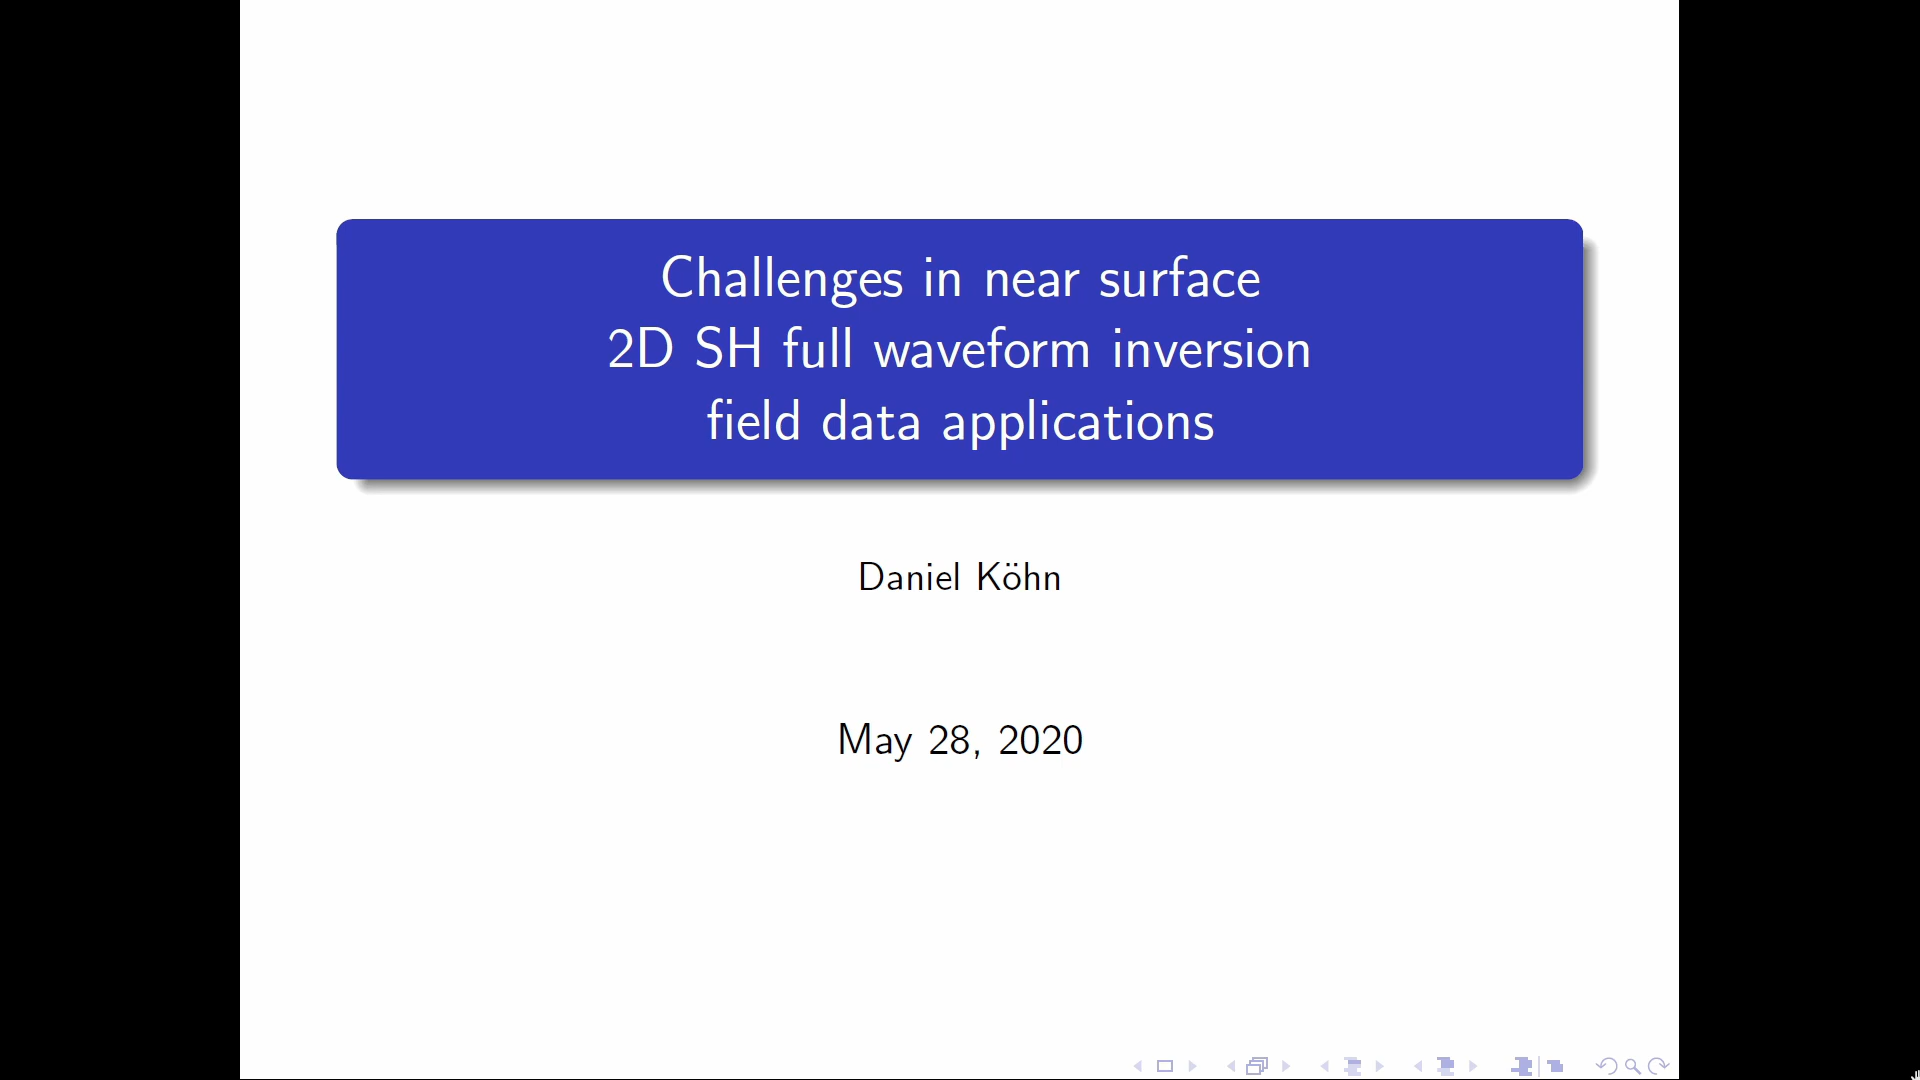 Challenges in near surface
2D SH full waveform inversion
field data applications
Daniel Köhn
May 28, 2020